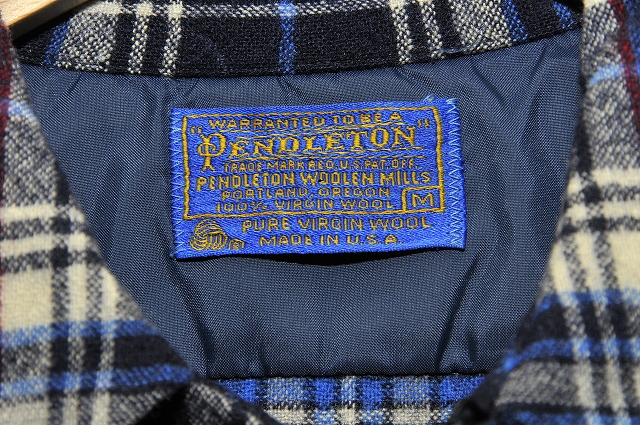 WARRANTED TO BE A
"PENDLETON"
TRADE MARK REG. U.S. PAT. OFF.
PENDLETON WOOLEN MILLS
PORTLAND, OREGON
100% VIRGIN WOOL
M
PURE VIRGIN WOOL
®
MADE IN U.S.A.